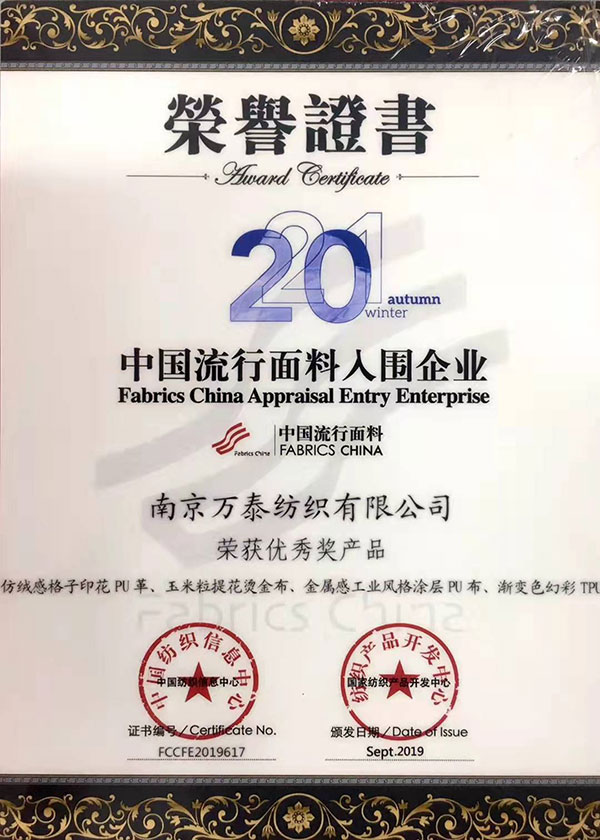 榮譽證書
Award Certificate
20
21
autumn
winter
中国流行面料入围企业
Fabrics China Appraisal Entry Enterprise
Fabrics China
中国流行面料
FABRICS CHINA
南京万泰纺织有限公司
荣获优秀奖产品
仿绒感格子印花PU革、玉米粒提花烫金布、金属感工业风格涂层PU布、渐变色幻彩TPU
Fabrics China
中国纺织信息中心
中国纺织信息中心
纺织产品开发中心
国家纺织产品开发中心
证书编号/Certificate No.
颁发日期/Date of Issue
FCCFE2019617
Sept.2019